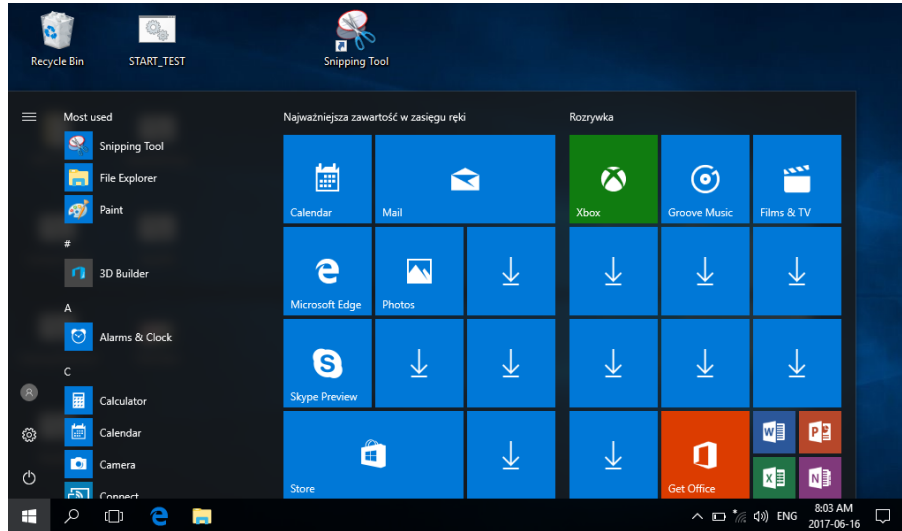 Recycle Bin
START_TEST
Snipping Tool
Most used
Snipping Tool
File Explorer
Paint
#
3D Builder
A
Alarms & Clock
C
Calculator
Calendar
Camera
Connect
Najważniejsza zawartość w zasięgu ręki
Calendar
Mail
Microsoft Edge
Photos
Skype Preview
Store
Rozrywka
Xbox
Groove Music
Films & TV
Get Office
ENG
8:03 AM
2017-06-16